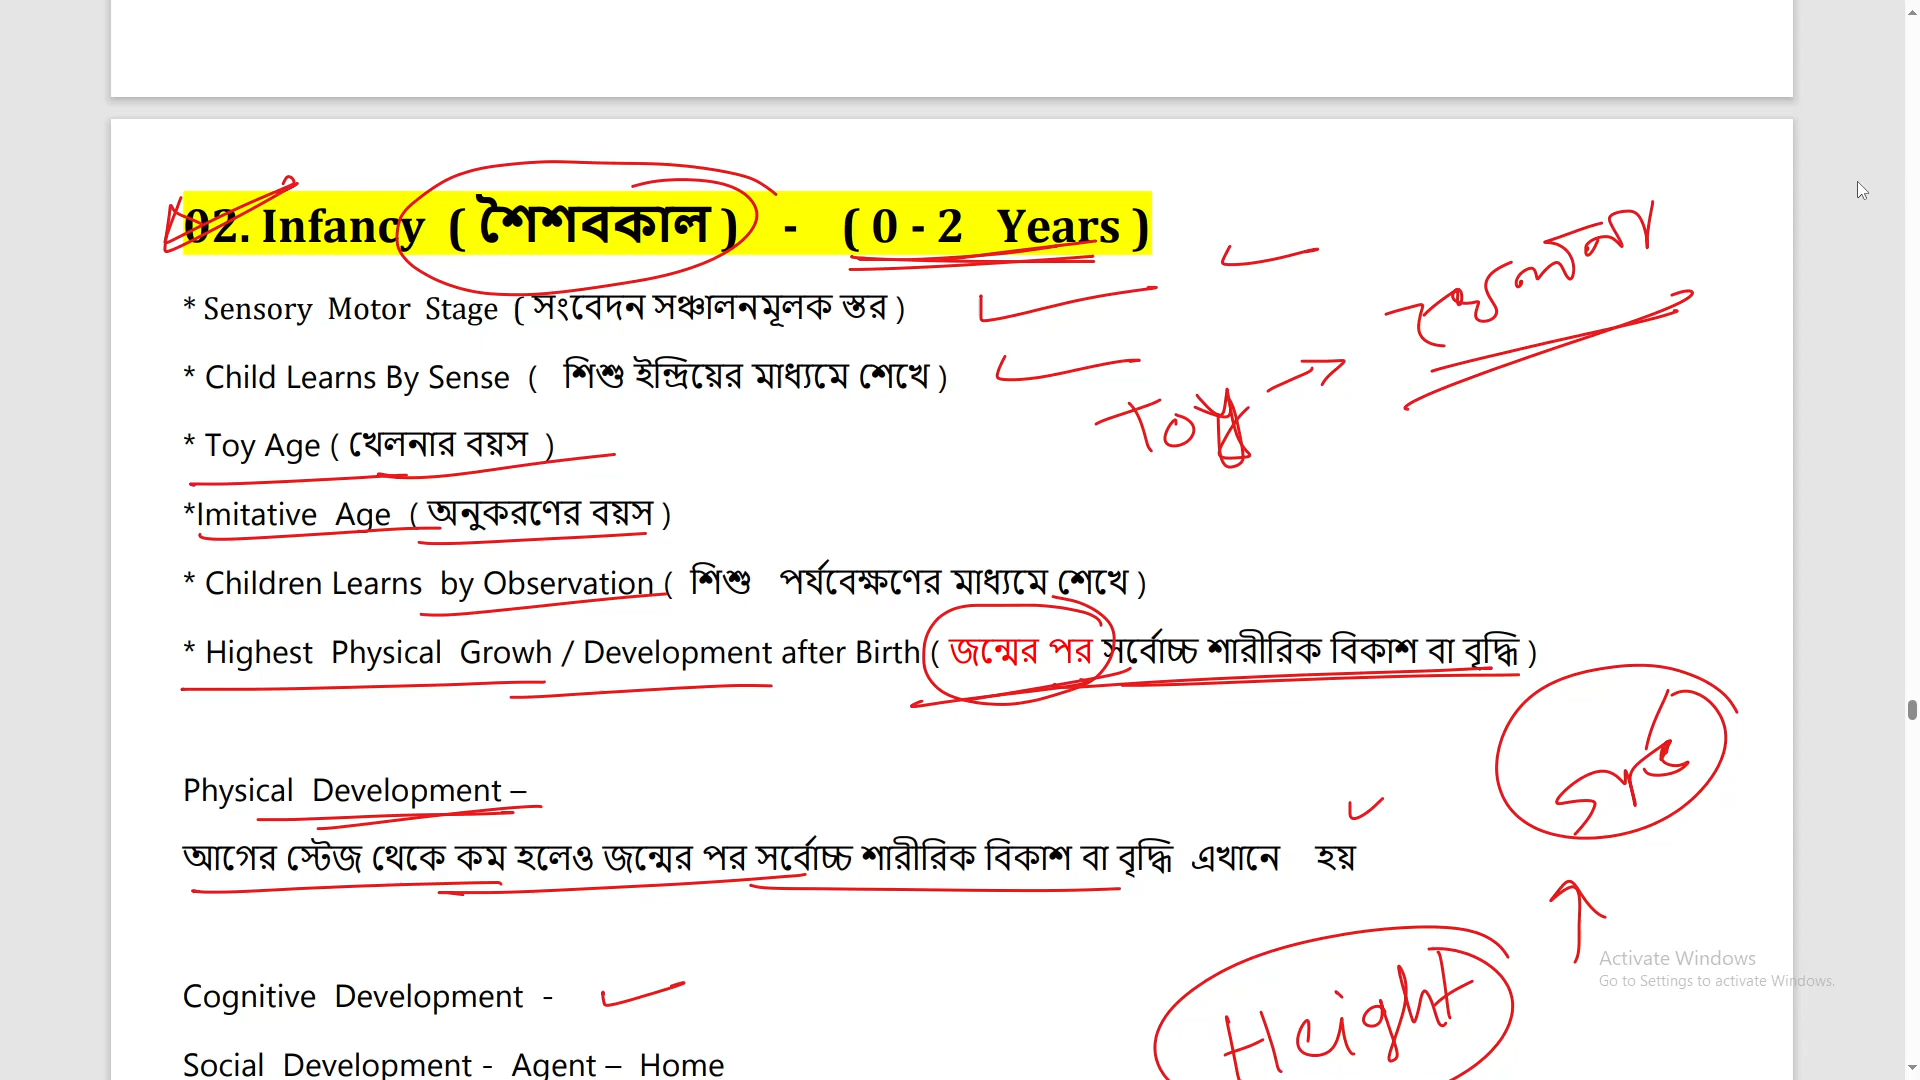 02. Infancy ( শৈশবকাল ) - ( 0 - 2 Years )
* Sensory Motor Stage ( সংবেদন সঞ্চালনমূলক স্তর )
* Child Learns By Sense ( শিশু ইন্দ্রিয়ের মাধ্যমে শেখে )
Toy
* Toy Age ( খেলনার বয়স )
*Imitative Age ( অনুকরণের বয়স )
* Children Learns by Observation ( শিশু পর্যবেক্ষণের মাধ্যমে শেখে )
* Highest Physical Growh / Development after Birth ( জন্মের পর সর্বোচ্চ শারীরিক বিকাশ বা বৃদ্ধি )
Physical Development –
আগের স্টেজ থেকে কম হলেও জন্মের পর সর্বোচ্চ শারীরিক বিকাশ বা বৃদ্ধি এখানে হয়
Activate Windows
Go to Settings to activate Windows.
Cognitive Development -
Height
Social Development - Agent – Home